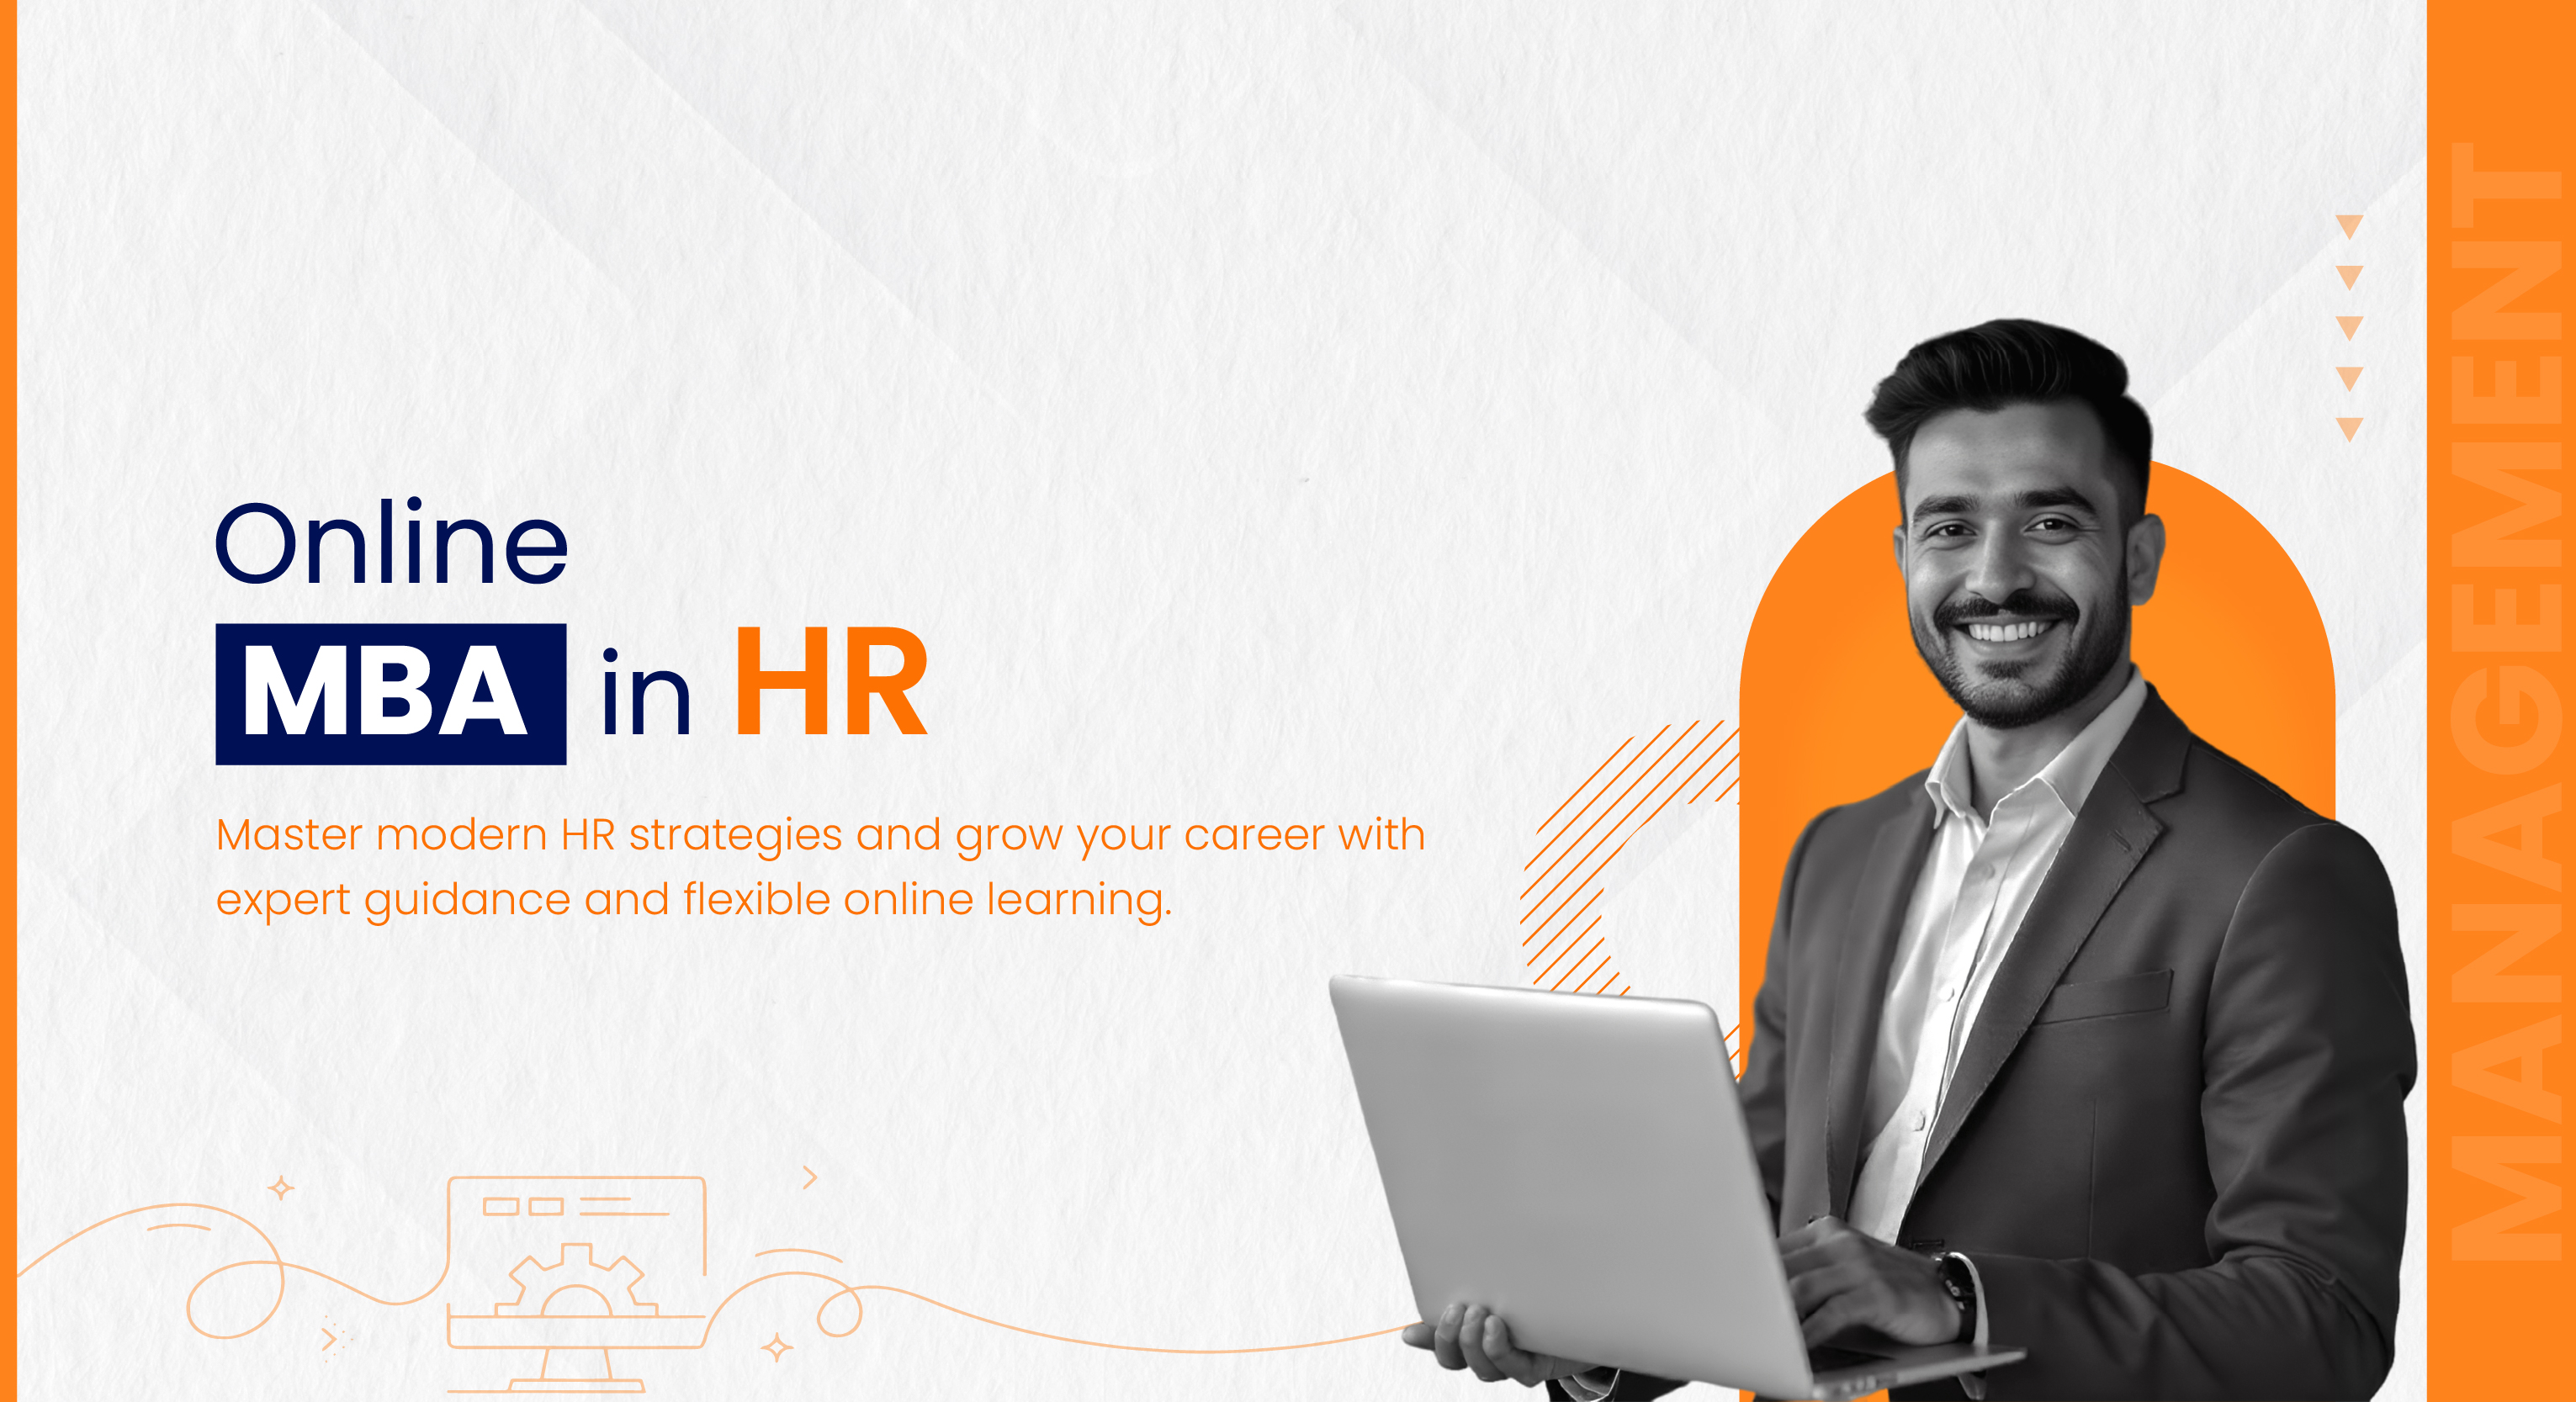 Online
MBA in HR
Master modern HR strategies and grow your career with
expert guidance and flexible online learning.
MANAGEMENT